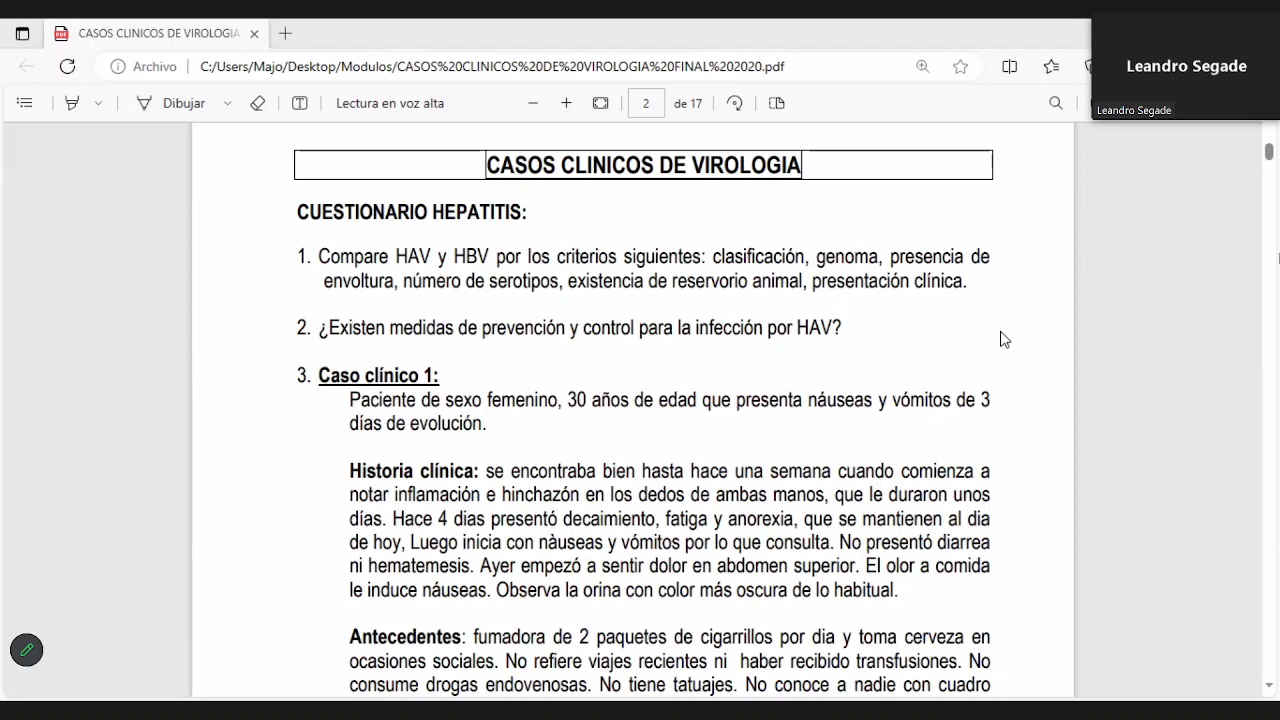 CASOS CLINICOS DE VIROLOGIA
Archivo
C:/Users/Majo/Desktop/Modulos/CASOS%20CLINICOS%20DE%20VIROLOGIA%20FINAL%202020.pdf
Leandro Segade
Leandro Segade
Dibujar
Lectura en voz alta
2 de 17
CASOS CLINICOS DE VIROLOGIA
CUESTIONARIO HEPATITIS:
1. Compare HAV y HBV por los criterios siguientes: clasificación, genoma, presencia de
envoltura, número de serotipos, existencia de reservorio animal, presentación clínica.
2. ¿Existen medidas de prevención y control para la infección por HAV?
3. Caso clínico 1:
Paciente de sexo femenino, 30 años de edad que presenta náuseas y vómitos de 3
días de evolución.
Historia clínica: se encontraba bien hasta hace una semana cuando comienza a
notar inflamación e hinchazón en los dedos de ambas manos, que le duraron unos
días. Hace 4 dias presentó decaimiento, fatiga y anorexia, que se mantienen al dia
de hoy, Luego inicia con nàuseas y vómitos por lo que consulta. No presentó diarrea
ni hematemesis. Ayer empezó a sentir dolor en abdomen superior. El olor a comida
le induce náuseas. Observa la orina con color más oscura de lo habitual.
Antecedentes: fumadora de 2 paquetes de cigarrillos por dia y toma cerveza en
ocasiones sociales. No refiere viajes recientes ni haber recibido transfusiones. No
consume drogas endovenosas. No tiene tatuajes. No conoce a nadie con cuadro